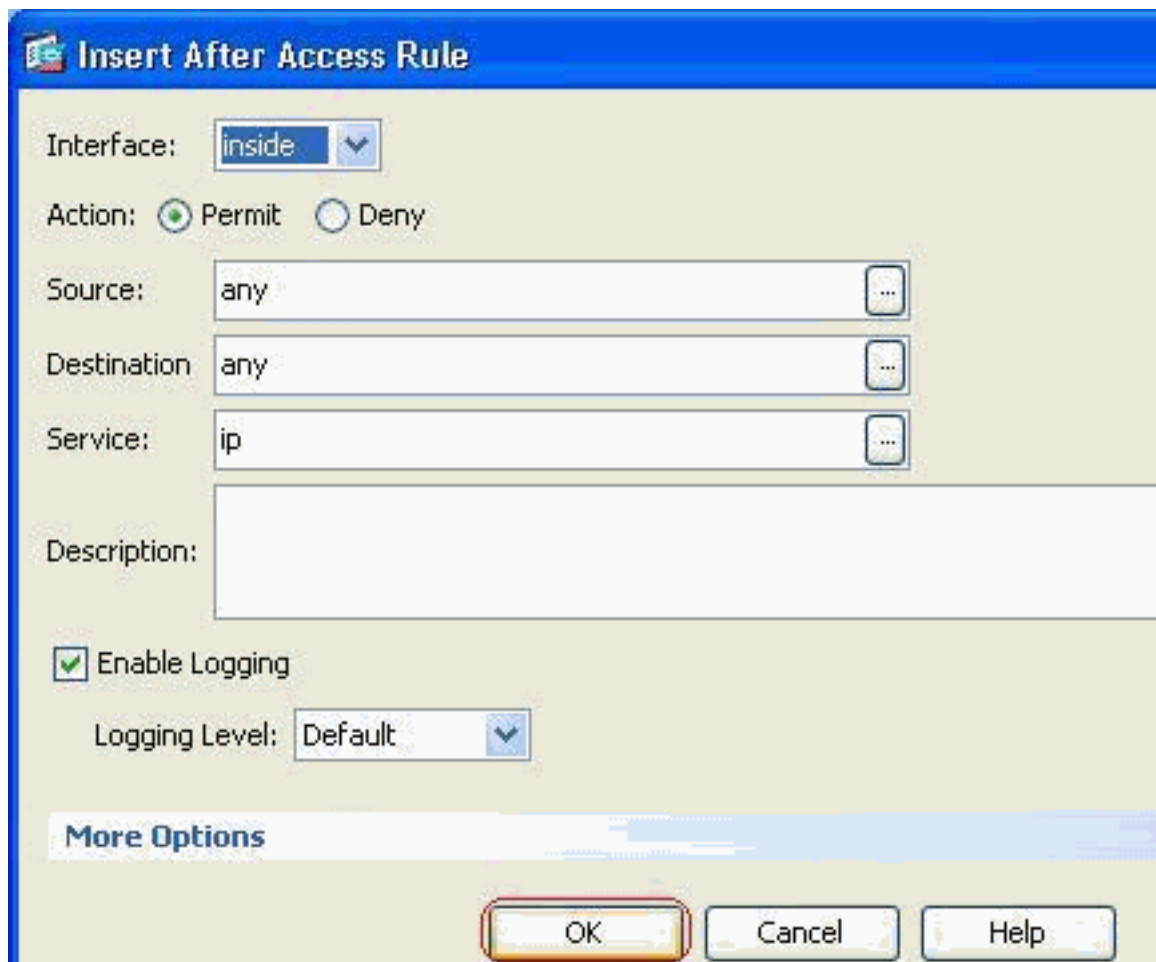 Insert After Access Rule
Interface: inside
Action: Permit Deny
Source: any ...
Destination any ...
Service: ip ...
Description:
Enable Logging
Logging Level: Default
More Options
OK Cancel Help